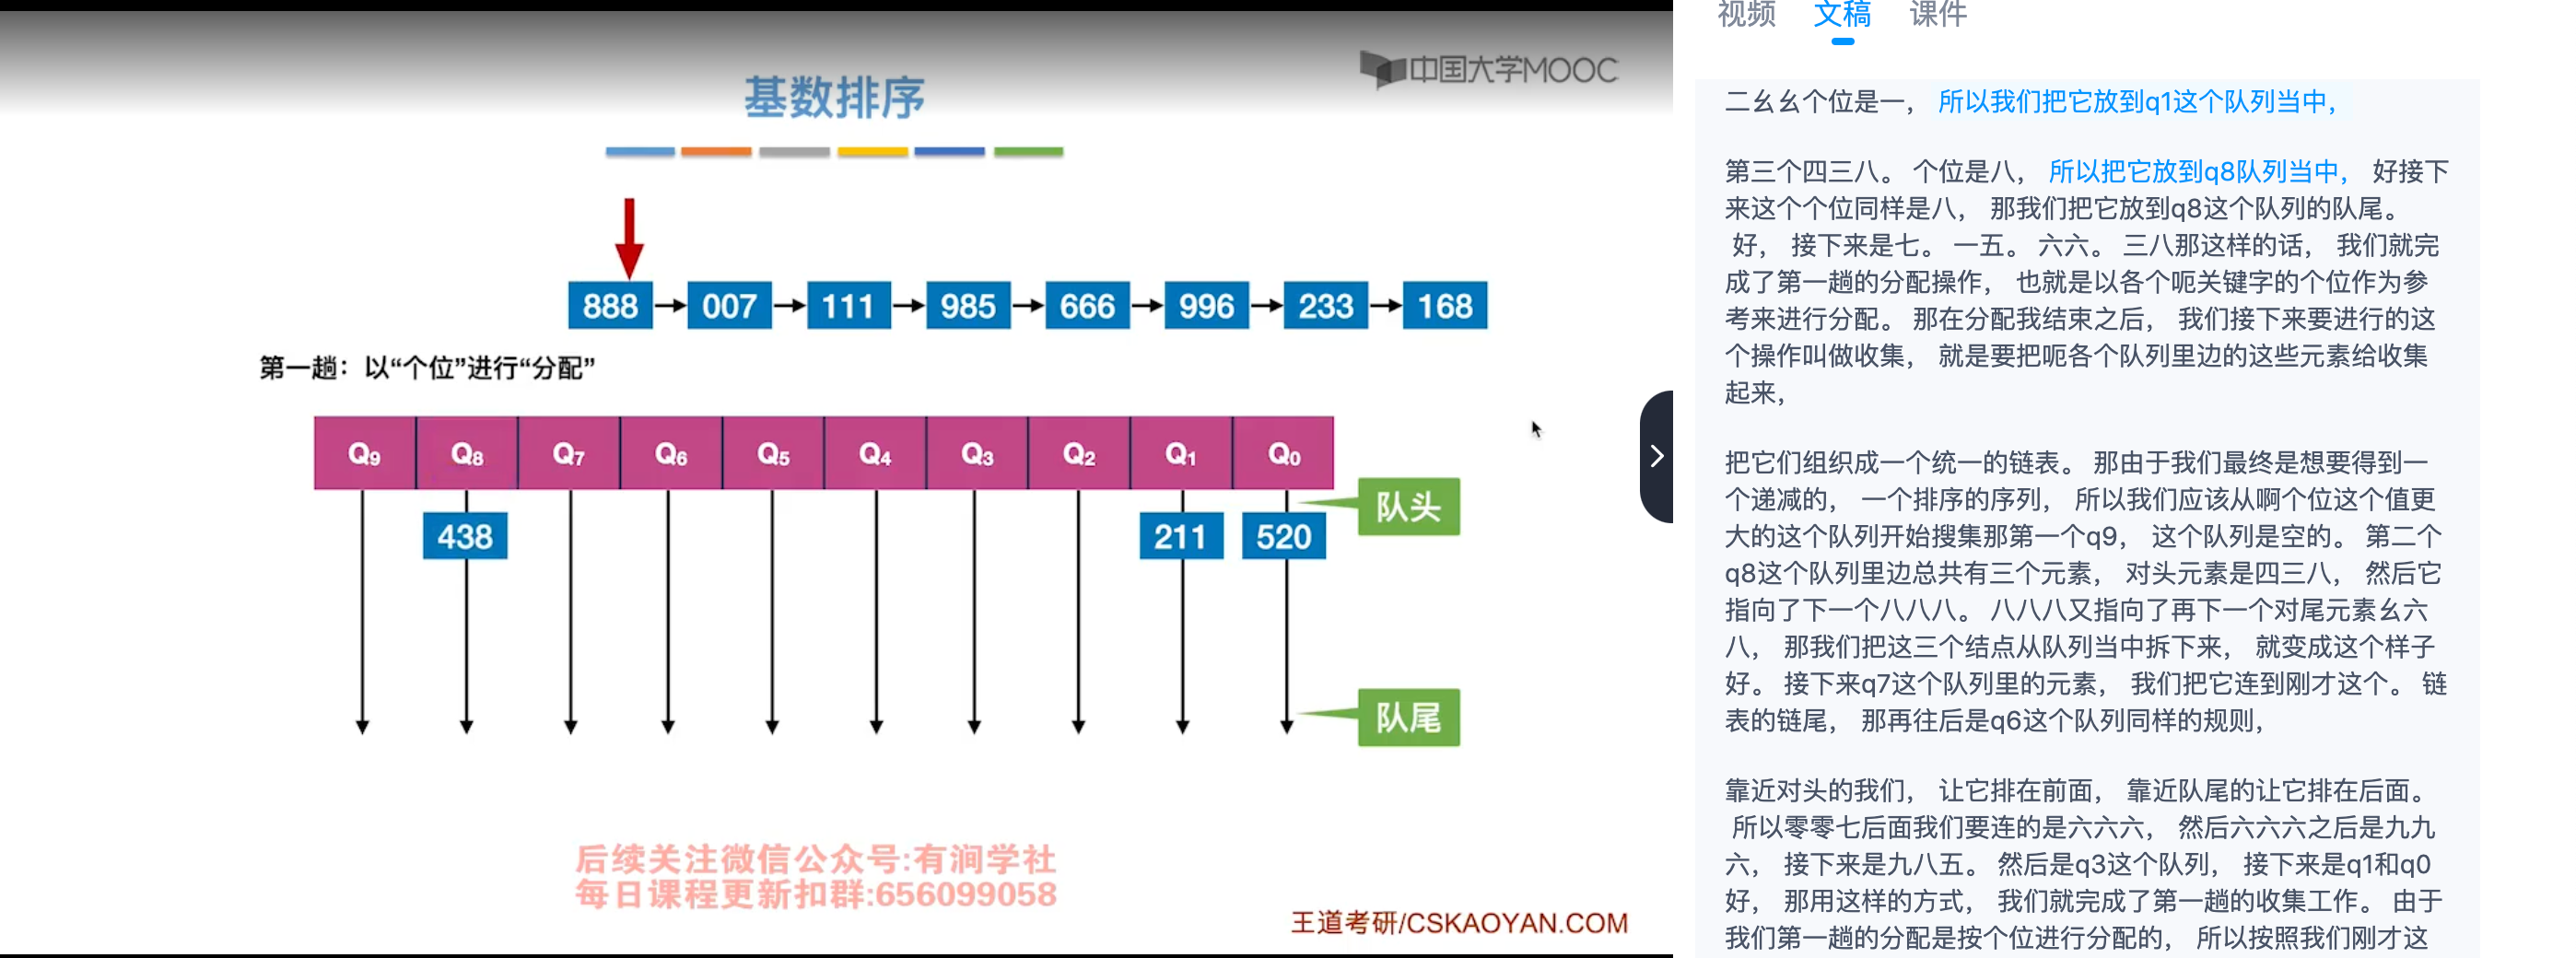 中国大学MOOC
基数排序
888 007 111 985 666 996 233 168
第一趟：以“个位”进行“分配”
Q9 Q8 Q7 Q6 Q5 Q4 Q3 Q2 Q1 Q0
队头
438 211 520
队尾
后续关注微信公众号:有涧学社
每日课程更新扣群:656099058
王道考研/CSKAOYAN.COM
视频 文稿 课件
二幺幺个位是一， 所以我们把它放到q1这个队列当中，
第三个四三八。 个位是八， 所以把它放到q8队列当中， 好接下
来这个个位同样是八， 那我们把它放到q8这个队列的队尾。
好， 接下来是七。 一五。 六六。 三八那这样的话， 我们就完
成了第一趟的分配操作， 也就是以各个呃关键字的个位作为参
考来进行分配。 那在分配我结束之后， 我们接下来要进行的这
个操作叫做收集， 就是要把呃各个队列里边的这些元素给收集
起来，
把它们组织成一个统一的链表。 那由于我们最终是想要得到一
个递减的， 一个排序的序列， 所以我们应该从啊个位这个值更
大的这个队列开始搜集那第一个q9， 这个队列是空的。 第二个
q8这个队列里边总共有三个元素， 对头元素是四三八， 然后它
指向了下一个八八八。 八八八又指向了再下一个对尾元素幺六
八， 那我们把这三个结点从队列当中拆下来， 就变成这个样子
好。 接下来q7这个队列里的元素， 我们把它连到刚才这个。 链
表的链尾， 那再往后是q6这个队列同样的规则，
靠近对头的我们， 让它排在前面， 靠近队尾的让它排在后面。
所以零零七后面我们要连的是六六六， 然后六六六之后是九九
六， 接下来是九八五。 然后是q3这个队列， 接下来是q1和q0
好， 那用这样的方式， 我们就完成了第一趟的收集工作。 由于
我们第一趟的分配是按个位进行分配的， 所以按照我们刚才这